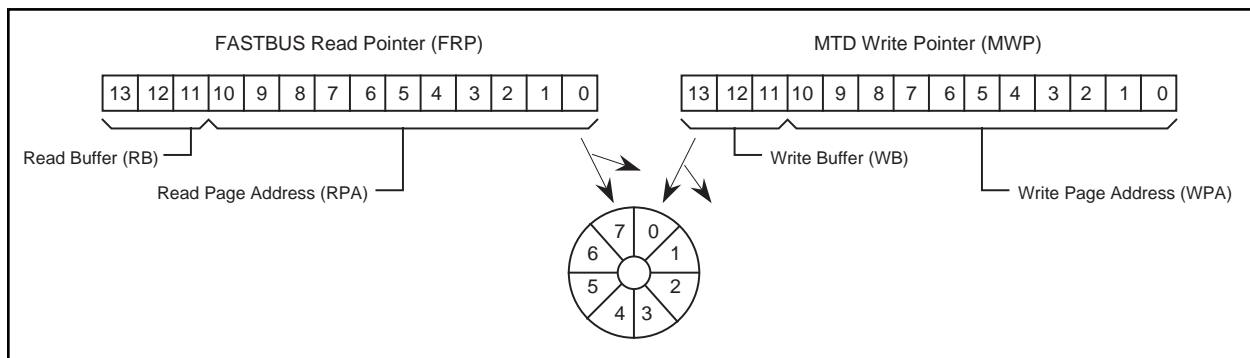 FASTBUS Read Pointer (FRP)
MTD Write Pointer (MWP)
13 12 11 10 9 8 7 6 5 4 3 2 1 0
13 12 11 10 9 8 7 6 5 4 3 2 1 0
Read Buffer (RB)
Write Buffer (WB)
Read Page Address (RPA)
Write Page Address (WPA)
7 0
6 1
5 2
4 3